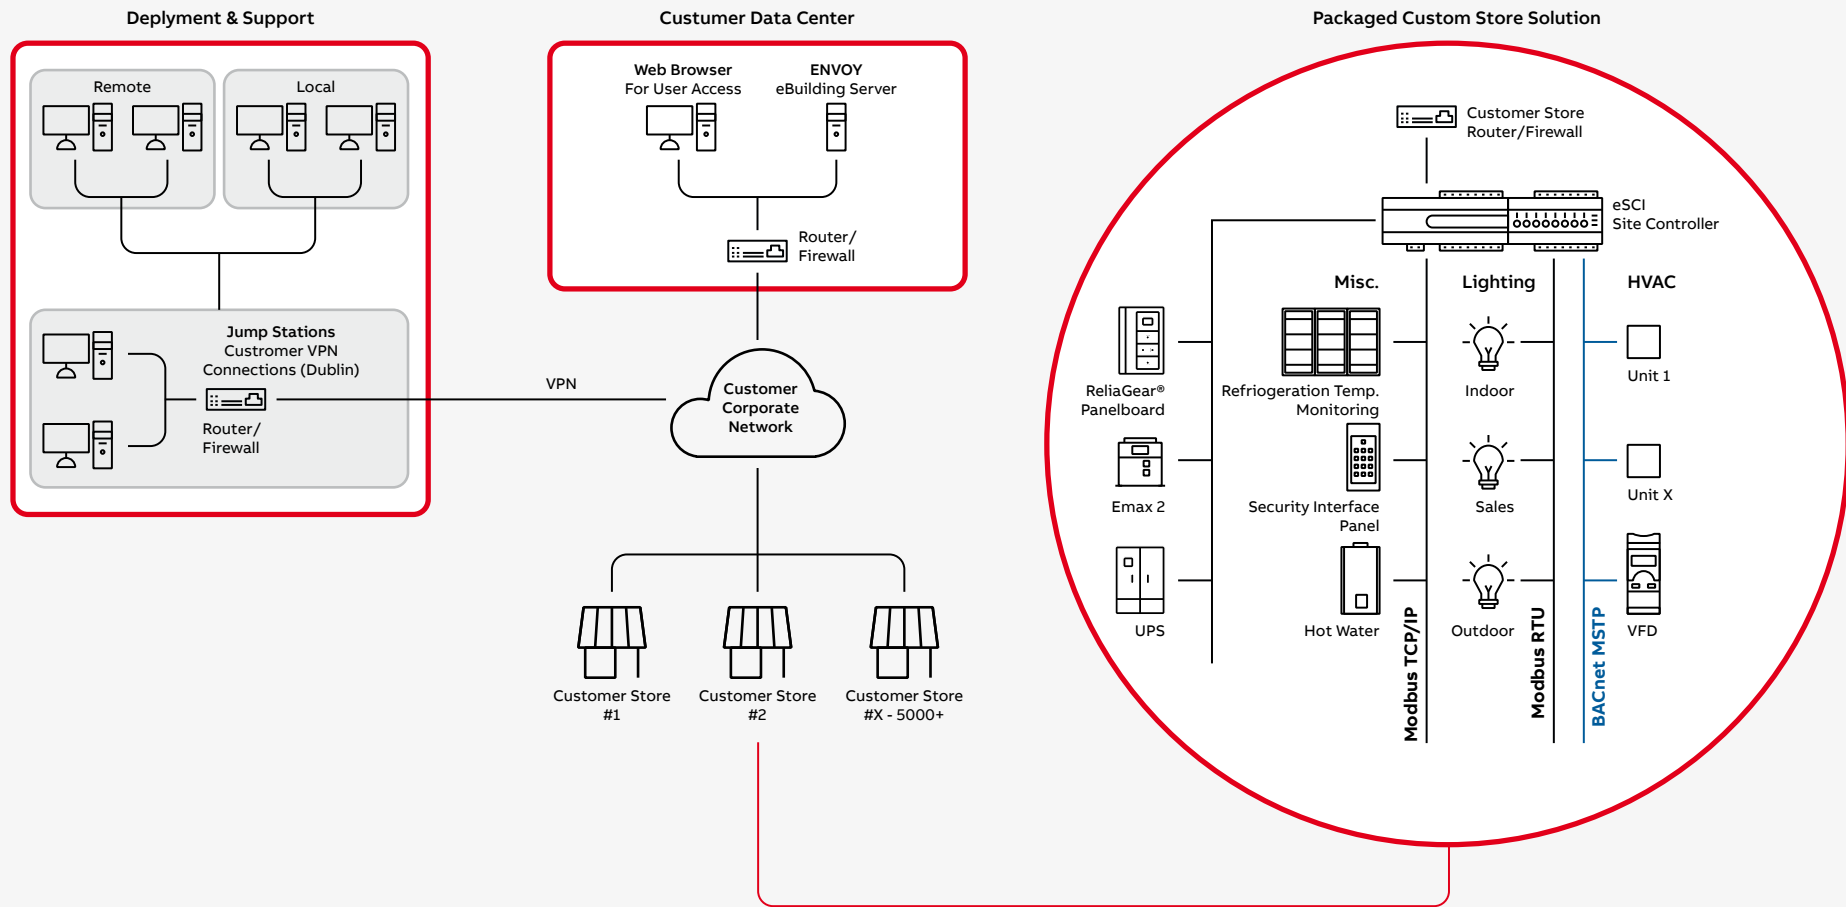 Deplyment & Support
Remote
Local
Jump Stations
Custromer VPN
Connections (Dublin)
Router/
Firewall
VPN
Custumer Data Center
Web Browser
For User Access
ENVOY
eBuilding Server
Router/
Firewall
Customer
Corporate
Network
Customer Store
#1
Customer Store
#2
Customer Store
#X - 5000+
Packaged Custom Store Solution
Customer Store
Router/Firewall
eSCI
Site Controller
Misc.
Lighting
HVAC
ReliaGear®
Panelboard
Refriogeration Temp.
Monitoring
Indoor
Unit 1
Emax 2
Security Interface
Panel
Sales
Unit X
UPS
Hot Water
Outdoor
VFD
Modbus TCP/IP
Modbus RTU
BACnet MSTP